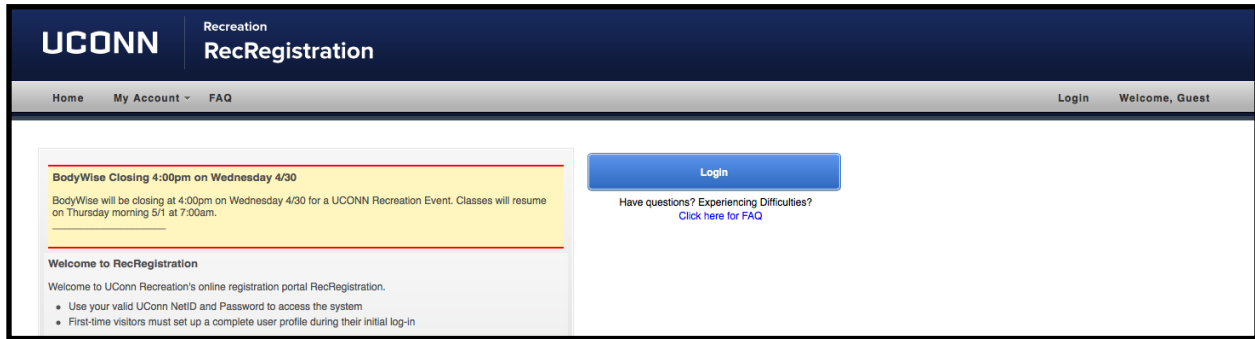 UCONN
Recreation
RecRegistration
Home My Account FAQ Login Welcome, Guest
BodyWise Closing 4:00pm on Wednesday 4/30
BodyWise will be closing at 4:00pm on Wednesday 4/30 for a UCONN Recreation Event. Classes will resume
on Thursday morning 5/1 at 7:00am.
Welcome to RecRegistration
Welcome to UConn Recreation's online registration portal RecRegistration.
• Use your valid UConn NetID and Password to access the system
• First-time visitors must set up a complete user profile during their initial log-in
Login
Have questions? Experiencing Difficulties?
Click here for FAQ